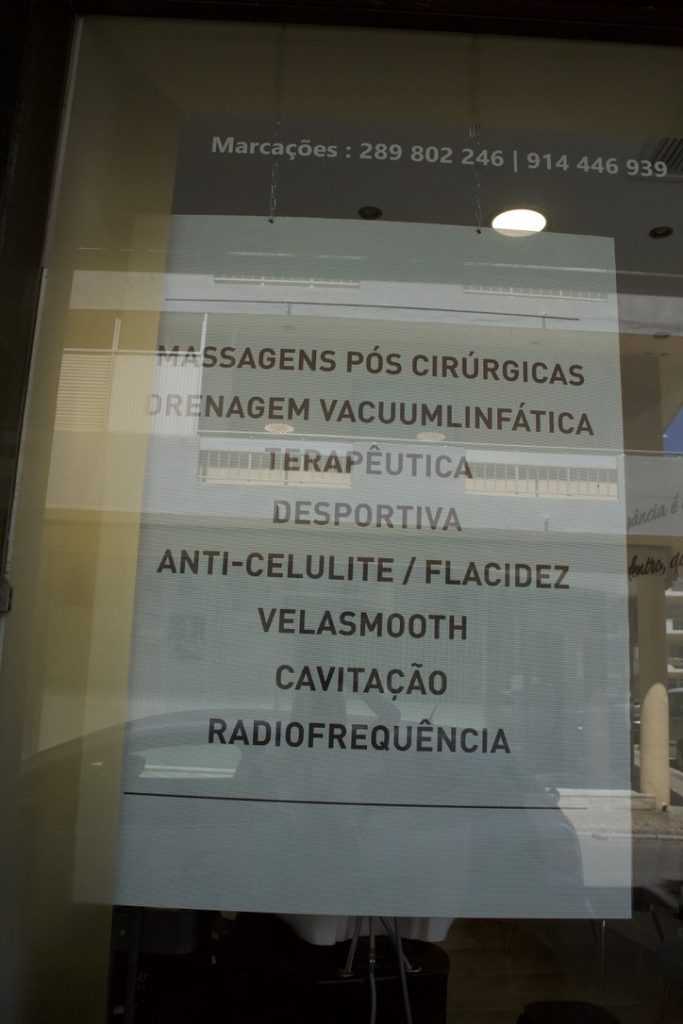 Marcações : 289 802 246 | 914 446 939
MASSAGENS PÓS CIRÚRGICAS
DRENAGEM VACUUMLINFÁTICA
TERAPÊUTICA
DESPORTIVA
ANTI-CELULITE / FLACIDEZ
VELASMOOTH
CAVITAÇÃO
RADIOFREQUÊNCIA